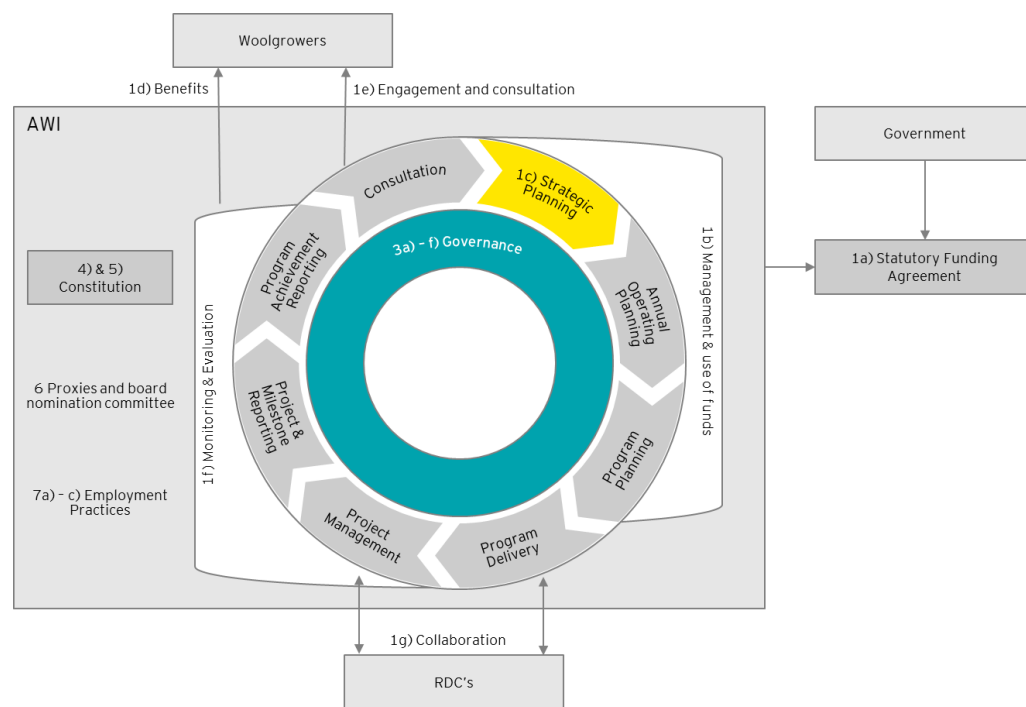 Woolgrowers
1d) Benefits
1e) Engagement and consultation
AWI
Government
Consultation
1c) Strategic
Planning
3a) – f) Governance
Program
Achievement
Reporting
Annual
Operating
Planning
1b) Management & use of funds
1a) Statutory Funding
Agreement
4) & 5)
Constitution
1f) Monitoring & Evaluation
6 Proxies and board
nomination committee
Project &
Milestone
Reporting
Program
Planning
7a) – c) Employment
Practices
Project
Management
Program
Delivery
1g) Collaboration
RDC's